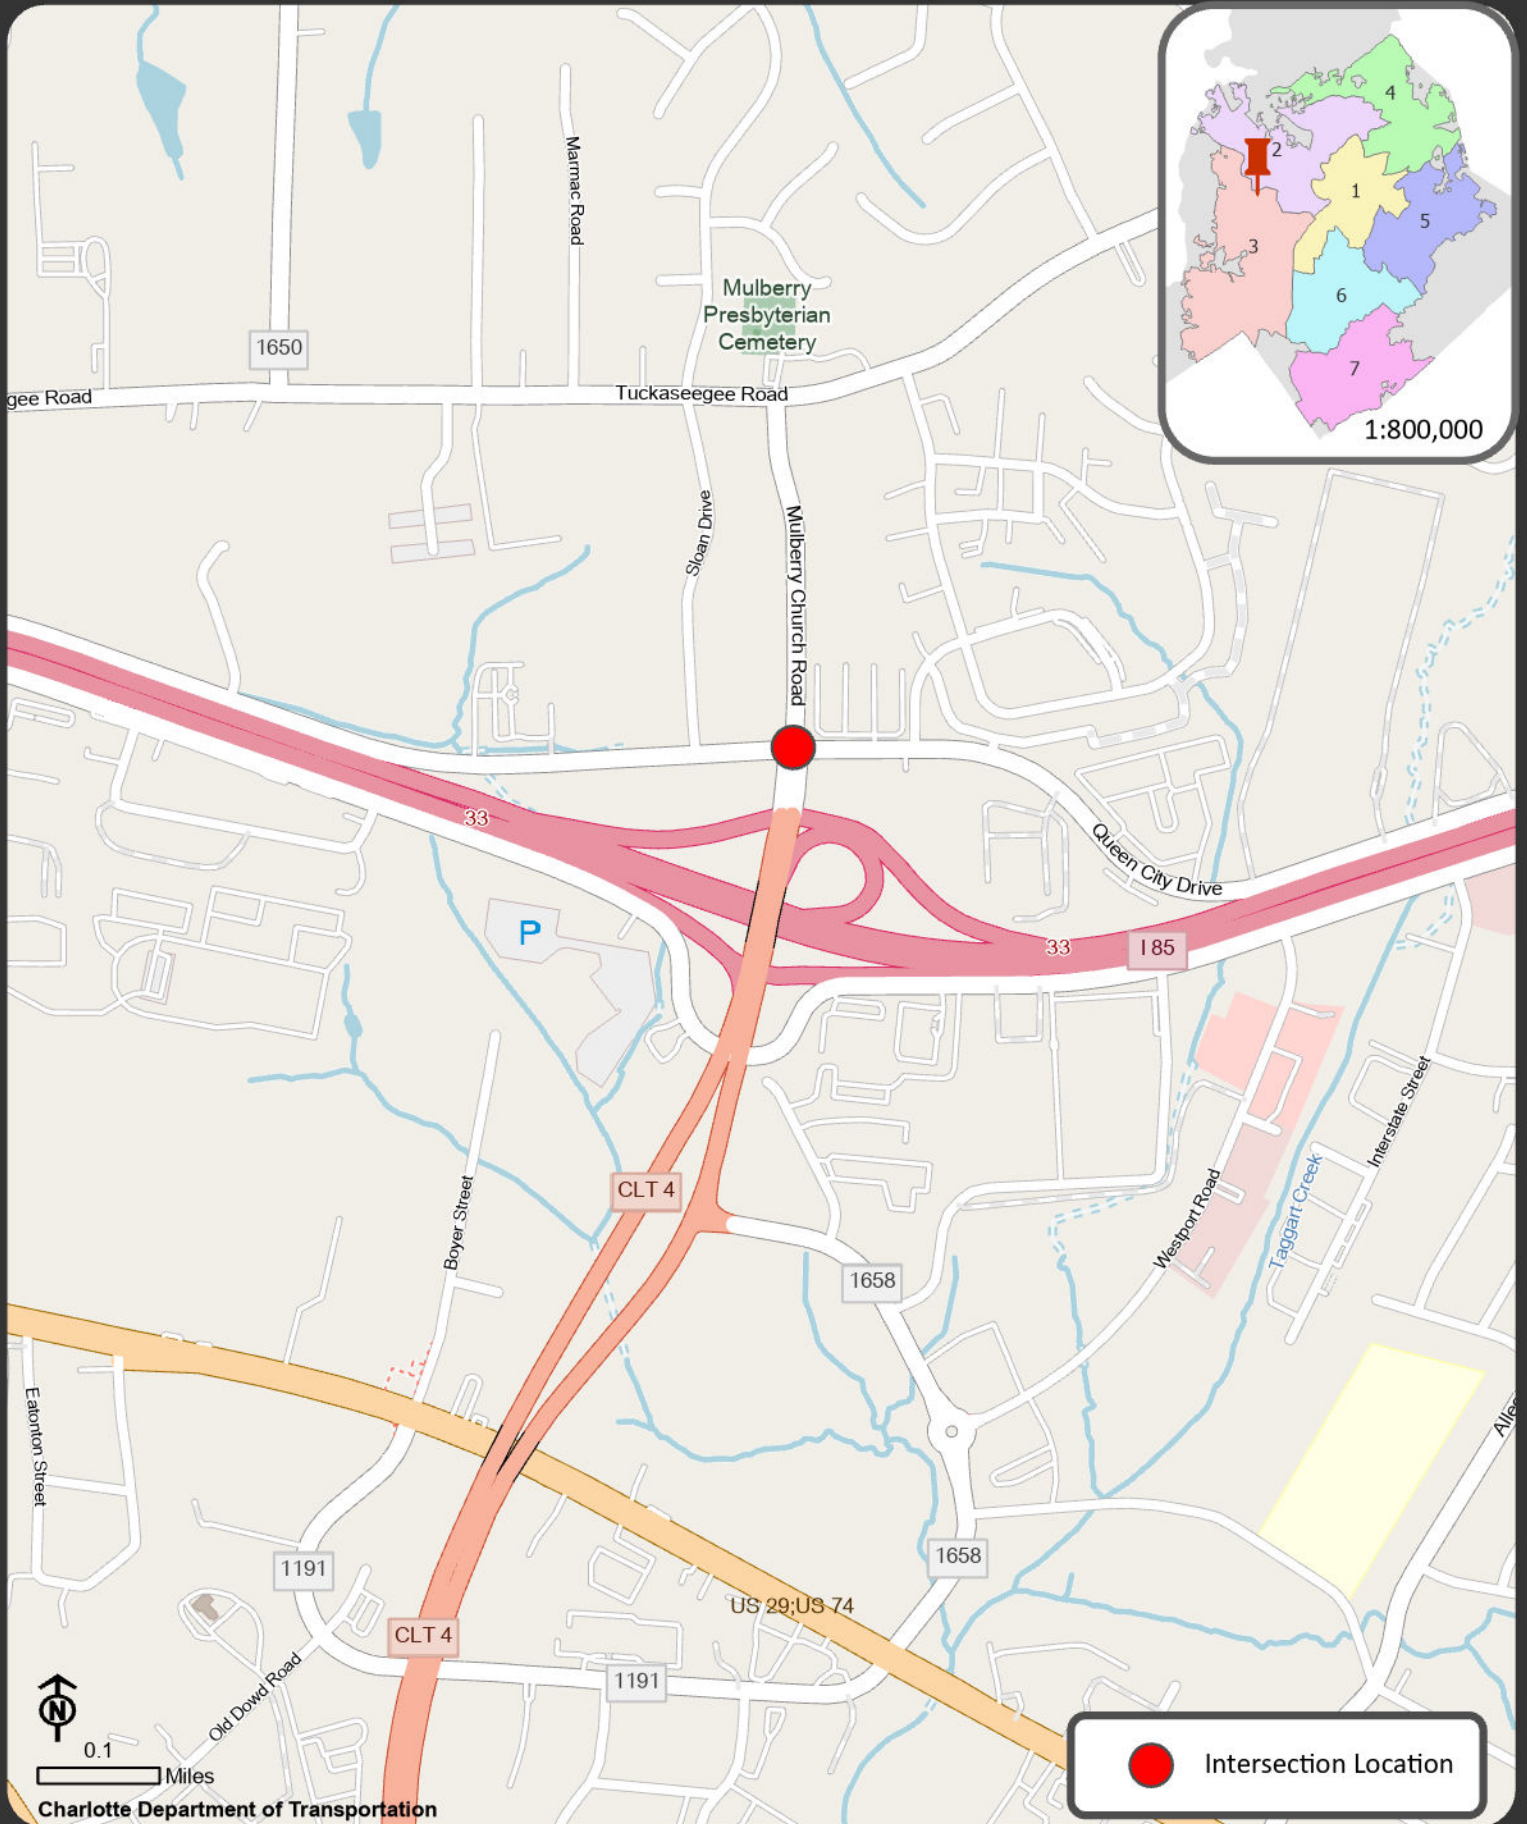 4
2
1
5
3
6
7
1:800,000
Marmac Road
Mulberry
Presbyterian
Cemetery
1650
gee Road
Tuckaseegee Road
Sloan Drive
Mulberry Church Road
33
Queen City Drive
P
33
I 85
CLT 4
Boyer Street
Interstate Street
Westport Road
Taggart Creek
1658
Eatonton Street
Alle
1658
1191
US 29;US 74
CLT 4
1191
Old Dowd Road
N
0.1
Miles
Intersection Location
Charlotte Department of Transportation